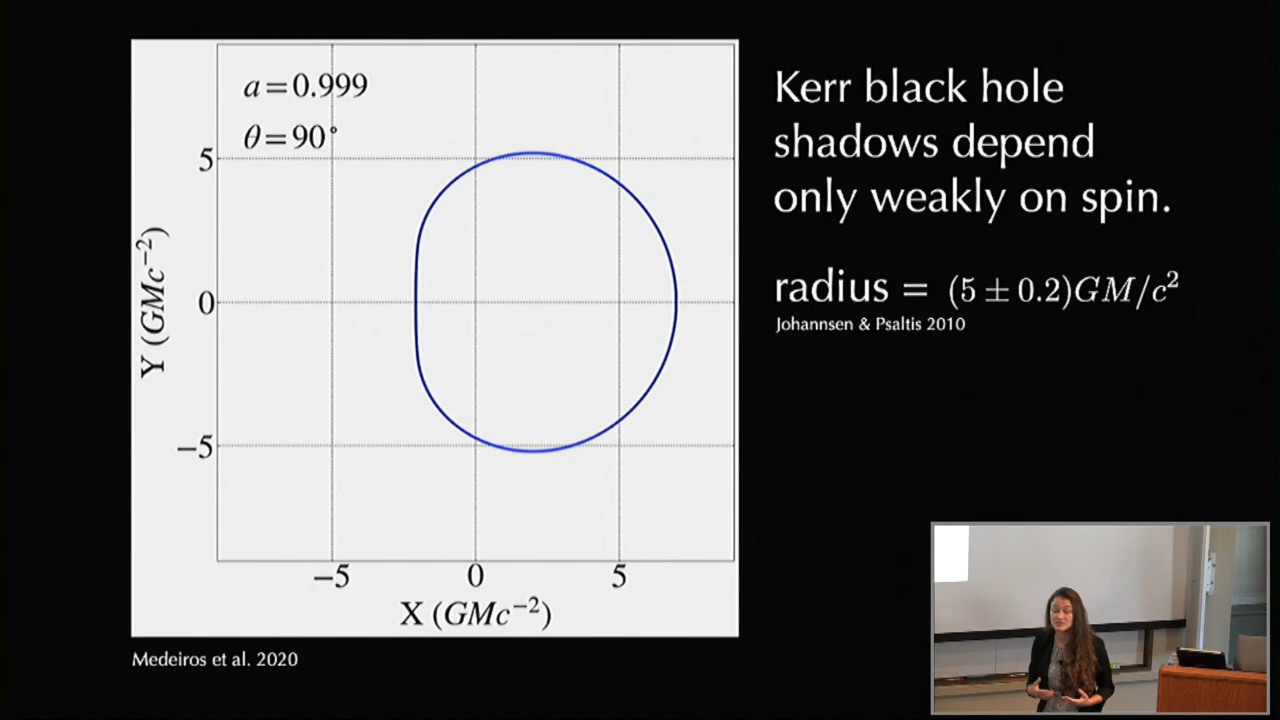 a=0.999
θ=90°
5
0
−5
Y (GMc⁻²)
−5 0 5
X (GMc⁻²)
Medeiros et al. 2020
Kerr black hole
shadows depend
only weakly on spin.
radius = (5 ± 0.2)GM/c²
Johannsen & Psaltis 2010